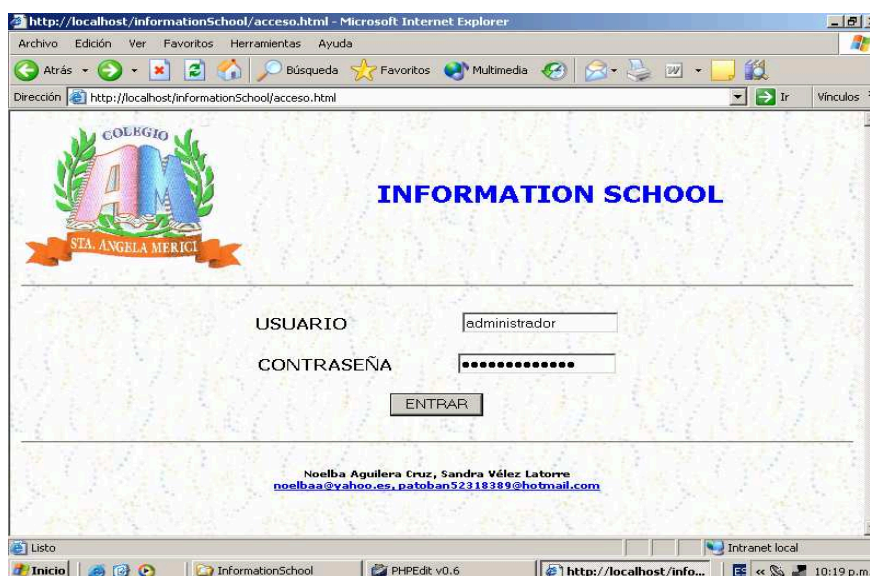 http://localhost/informationSchool/acceso.html - Microsoft Internet Explorer
Archivo Edición Ver Favoritos Herramientas Ayuda
Atrás Búsqueda Favoritos Multimedia
Dirección http://localhost/informationSchool/acceso.html Ir Vínculos
COLEGIO
AM
STA. ANGELA MERICI
INFORMATION SCHOOL
USUARIO administrador
CONTRASEÑA •••••••••••••
ENTRAR
Noelba Aguilera Cruz, Sandra Vélez Latorre
noelbaa@yahoo.es, patoban52318389@hotmail.com
Listo Intranet local
Inicio InformationSchool PHPEdit v0.6 http://localhost/info... ES « 10:19 p.m.